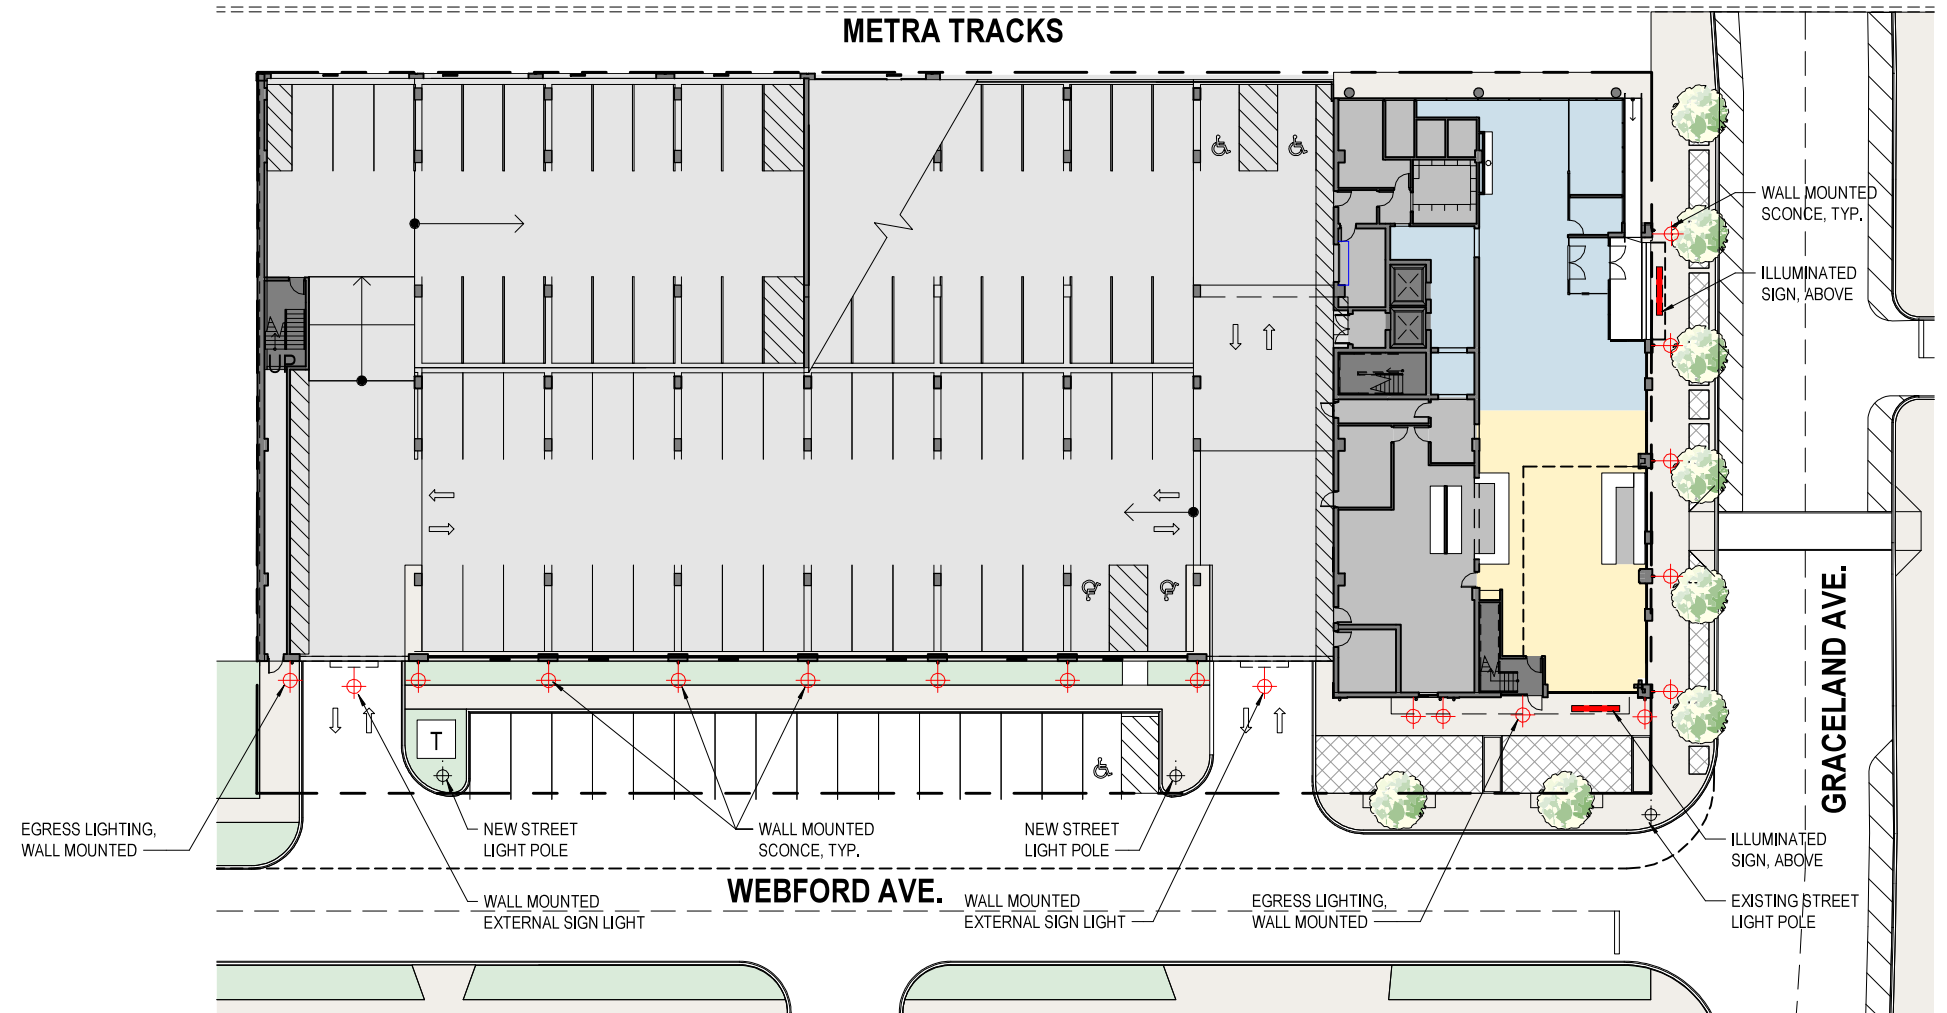 METRA TRACKS
WALL MOUNTED
SCONCE, TYP.
ILLUMINATED
SIGN, ABOVE
UP
GRACELAND AVE.
T
EGRESS LIGHTING,
WALL MOUNTED
NEW STREET
LIGHT POLE
WALL MOUNTED
SCONCE, TYP.
NEW STREET
LIGHT POLE
ILLUMINATED
SIGN, ABOVE
WEBFORD AVE.
WALL MOUNTED
EXTERNAL SIGN LIGHT
WALL MOUNTED
EXTERNAL SIGN LIGHT
EGRESS LIGHTING,
WALL MOUNTED
EXISTING STREET
LIGHT POLE